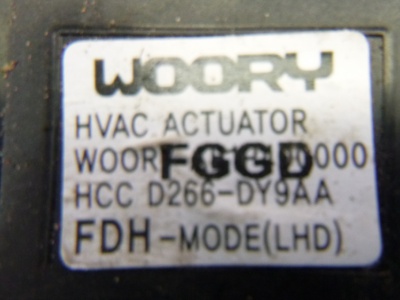 WOORY
HVAC ACTUATOR
FGGD
HCC D266-DY9AA
FDH-MODE(LHD)